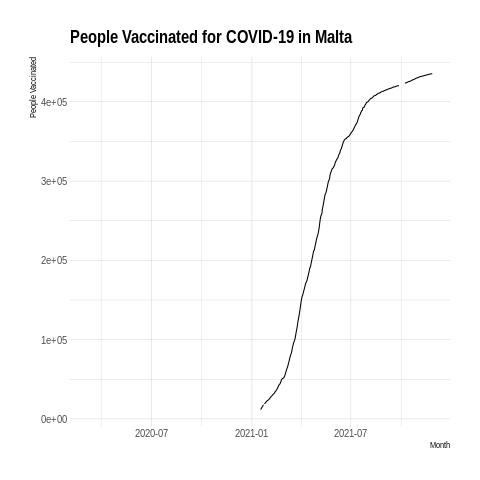 People Vaccinated for COVID-19 in Malta
People Vaccinated
4e+05
3e+05
2e+05
1e+05
0e+00
2020-07 2021-01 2021-07
Month